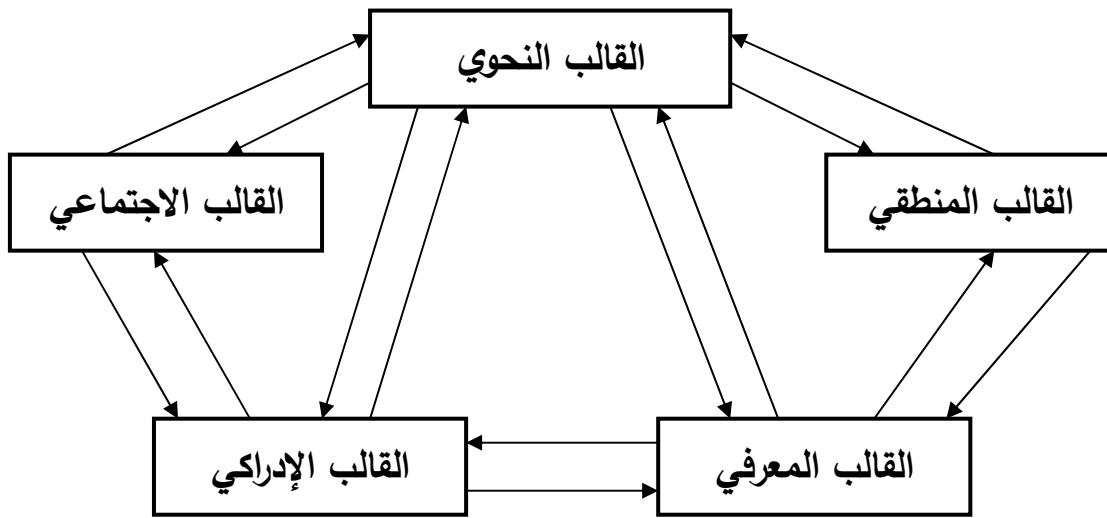 القالب النحوي
القالب المنطقي
القالب الاجتماعي
القالب المعرفي
القالب الإدراكي